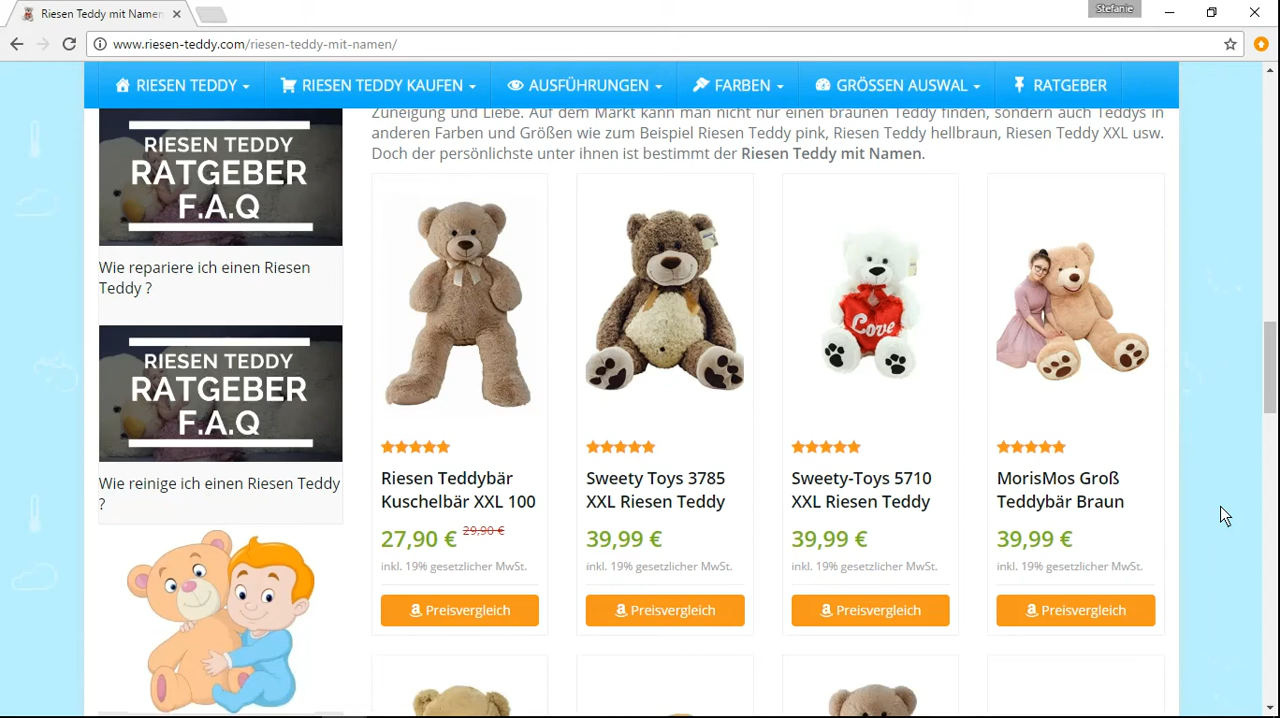 Riesen Teddy mit Namen
Stefanie
www.riesen-teddy.com/riesen-teddy-mit-namen/
RIESEN TEDDY
RIESEN TEDDY KAUFEN
AUSFÜHRUNGEN
FARBEN
GRÖSSEN AUSWAL
RATGEBER
Zuneigung und Liebe. Auf dem Markt kann man nicht nur einen braunen Teddy finden, sondern auch Teddys in
anderen Farben und Größen wie zum Beispiel Riesen Teddy pink, Riesen Teddy hellbraun, Riesen Teddy XXL usw.
Doch der persönlichste unter ihnen ist bestimmt der Riesen Teddy mit Namen.
RIESEN TEDDY
RATGEBER
F.A.Q
Wie repariere ich einen Riesen
Teddy ?
RIESEN TEDDY
RATGEBER
F.A.Q
Wie reinige ich einen Riesen Teddy
?
Love
Riesen Teddybär
Kuschelbär XXL 100
27,90 € 29,90 €
inkl. 19% gesetzlicher MwSt.
Preisvergleich
Sweety Toys 3785
XXL Riesen Teddy
39,99 €
inkl. 19% gesetzlicher MwSt.
Preisvergleich
Sweety-Toys 5710
XXL Riesen Teddy
39,99 €
inkl. 19% gesetzlicher MwSt.
Preisvergleich
MorisMos Groß
Teddybär Braun
39,99 €
inkl. 19% gesetzlicher MwSt.
Preisvergleich